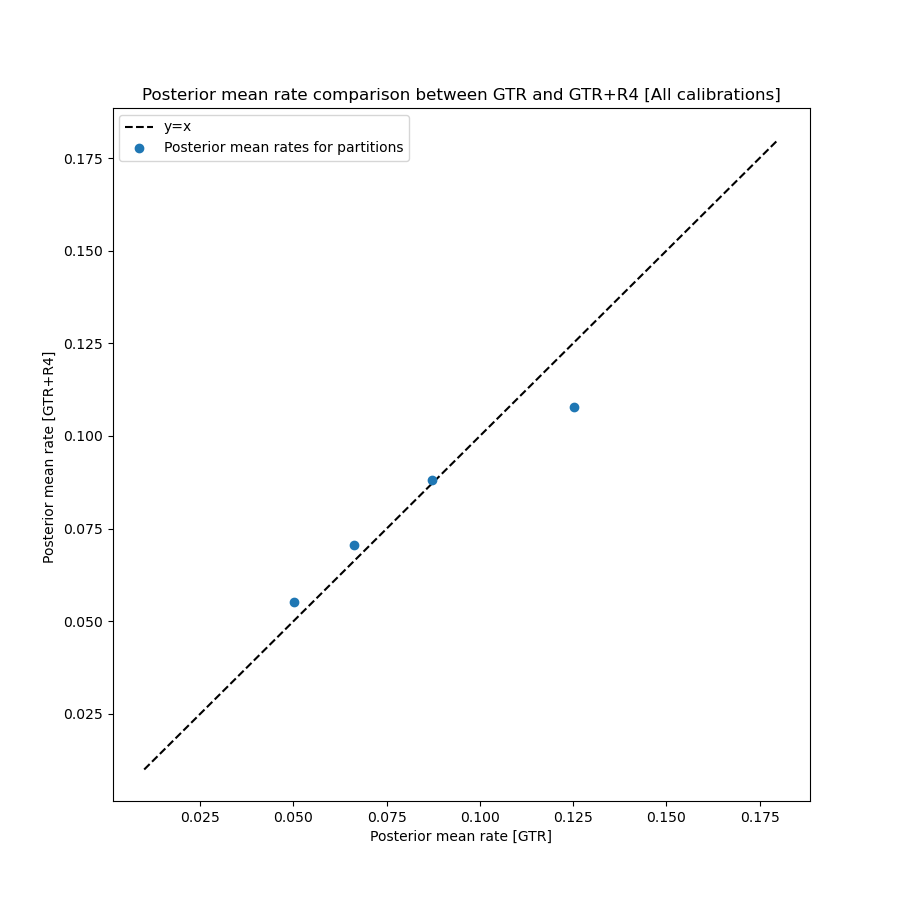 Posterior mean rate comparison between GTR and GTR+R4 [All calibrations]
y=x
Posterior mean rates for partitions
0.175
0.150
0.125
0.100
0.075
0.050
0.025
Posterior mean rate [GTR+R4]
0.025 0.050 0.075 0.100 0.125 0.150 0.175
Posterior mean rate [GTR]